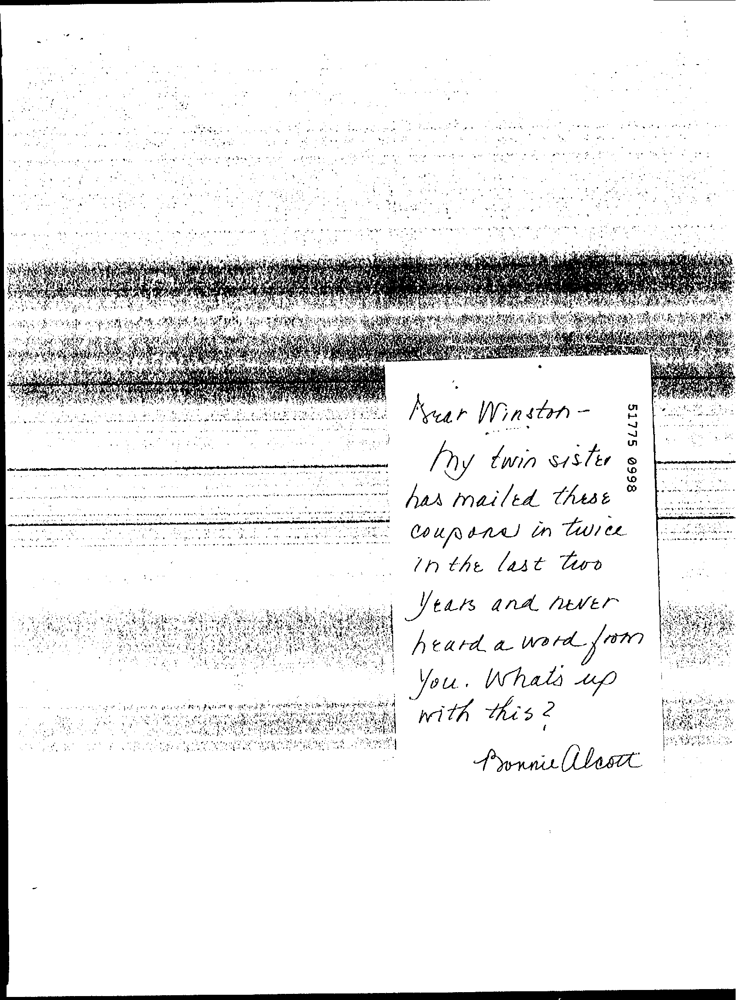 Dear Winston -
My twin sister
has mailed these
coupons in twice
in the last two
years and never
heard a word from
you. What's up
with this?
Bonnie Alcott
51775 0998